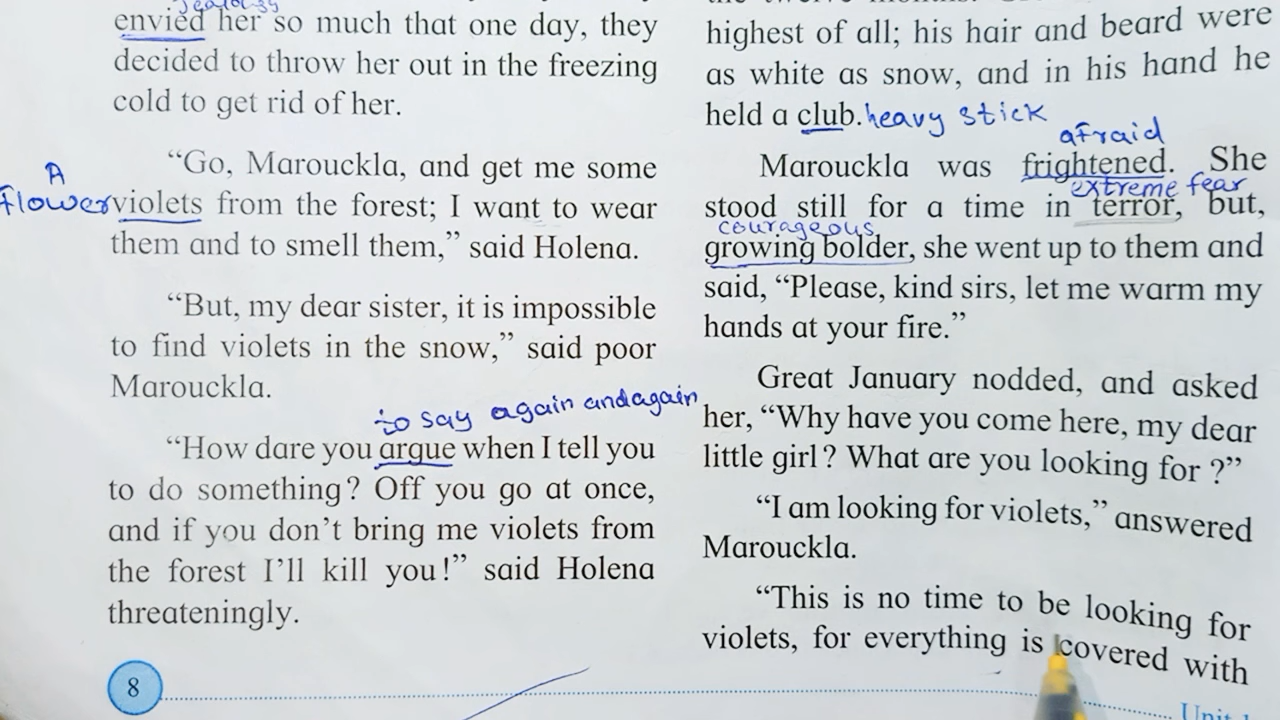 jealousy
envied her so much that one day, they
decided to throw her out in the freezing
cold to get rid of her.
"Go, Marouckla, and get me some
A
flower violets from the forest; I want to wear
them and to smell them," said Holena.
"But, my dear sister, it is impossible
to find violets in the snow," said poor
Marouckla.
to say again and again
"How dare you argue when I tell you
to do something? Off you go at once,
and if you don't bring me violets from
the forest I'll kill you!" said Holena
threateningly.
8
highest of all; his hair and beard were
as white as snow, and in his hand he
held a club. heavy stick
afraid
Marouckla was frightened. She
extreme fear
stood still for a time in terror, but,
courageous
growing bolder, she went up to them and
said, "Please, kind sirs, let me warm my
hands at your fire."
Great January nodded, and asked
her, "Why have you come here, my dear
little girl? What are you looking for ?"
"I am looking for violets," answered
Marouckla.
"This is no time to be looking for
violets, for everything is covered with
Unit